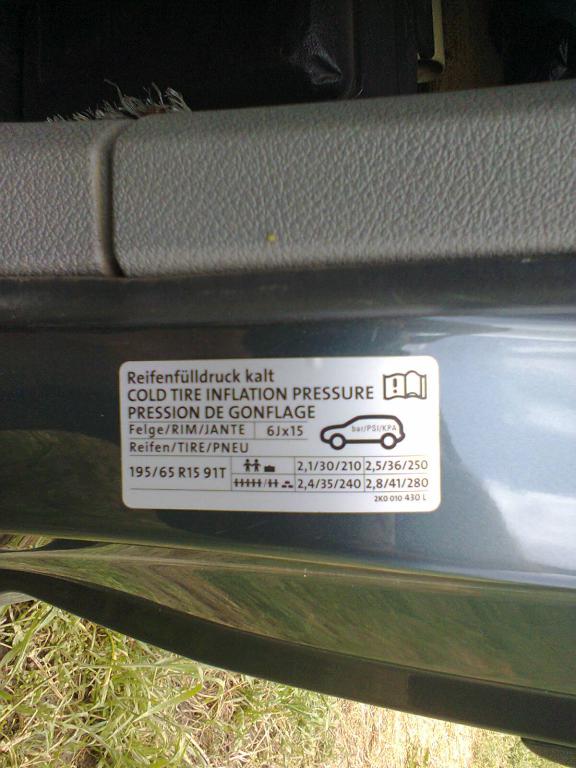 Reifenfülldruck kalt
COLD TIRE INFLATION PRESSURE
PRESSION DE GONFLAGE
Felge/RIM/JANTE 6Jx15
bar/PSI/KPA
Reifen/TIRE/PNEU
195/65 R15 91T 2,1/30/210 2,5/36/250
2,4/35/240 2,8/41/280
2K0 010 430 L